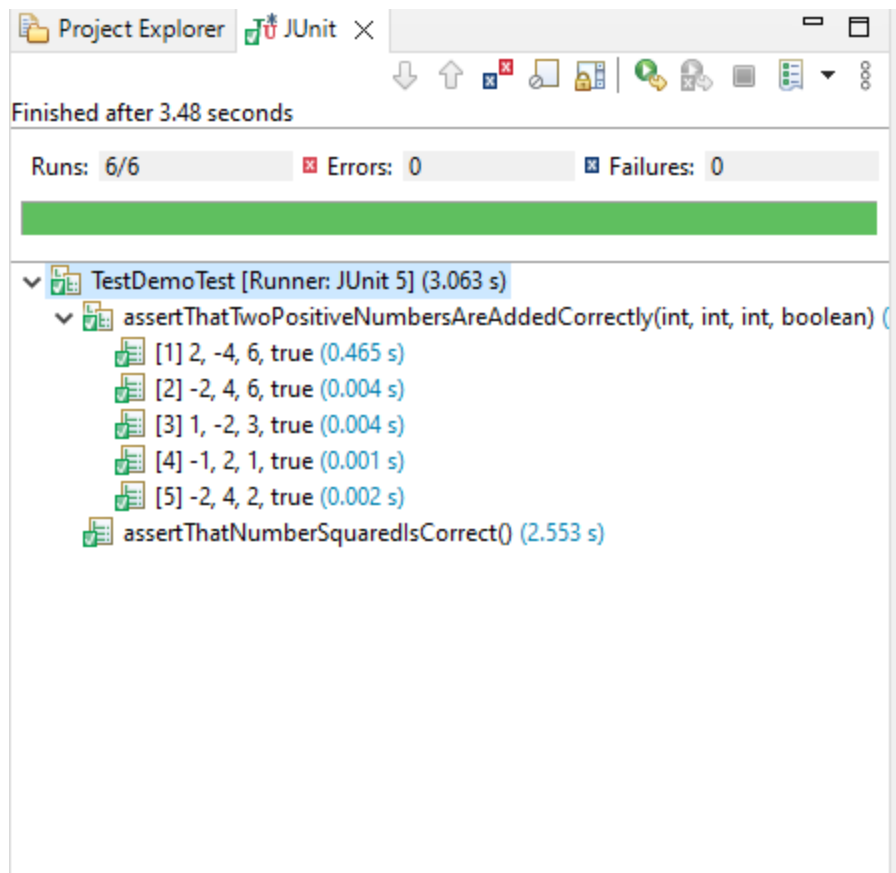 Project Explorer JUnit
Finished after 3.48 seconds
Runs: 6/6 Errors: 0 Failures: 0
TestDemoTest [Runner: JUnit 5] (3.063 s)
assertThatTwoPositiveNumbersAreAddedCorrectly(int, int, int, boolean) (
[1] 2, -4, 6, true (0.465 s)
[2] -2, 4, 6, true (0.004 s)
[3] 1, -2, 3, true (0.004 s)
[4] -1, 2, 1, true (0.001 s)
[5] -2, 4, 2, true (0.002 s)
assertThatNumberSquaredIsCorrect() (2.553 s)